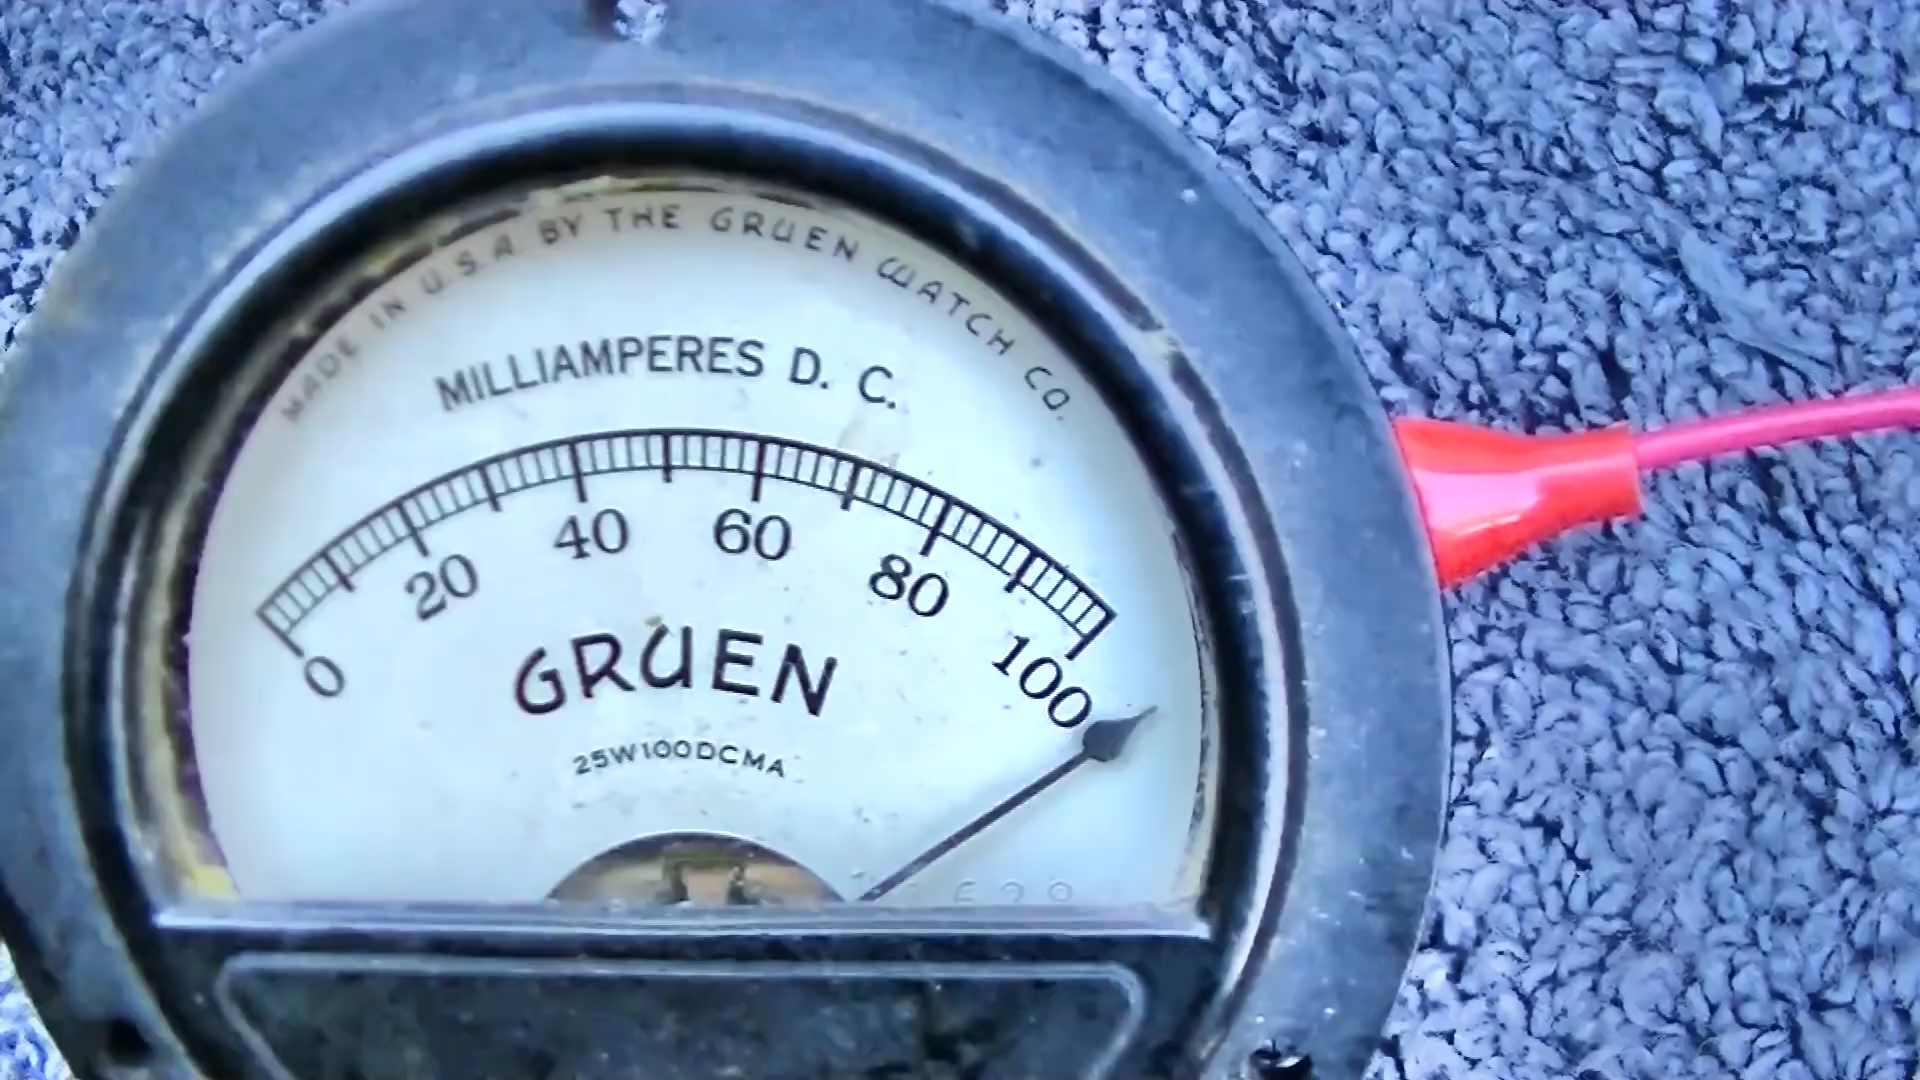 MADE IN U.S.A. BY THE GRUEN WATCH CO.
MILLIAMPERES D. C.
0 20 40 60 80 100
GRUEN
25W100DCMA